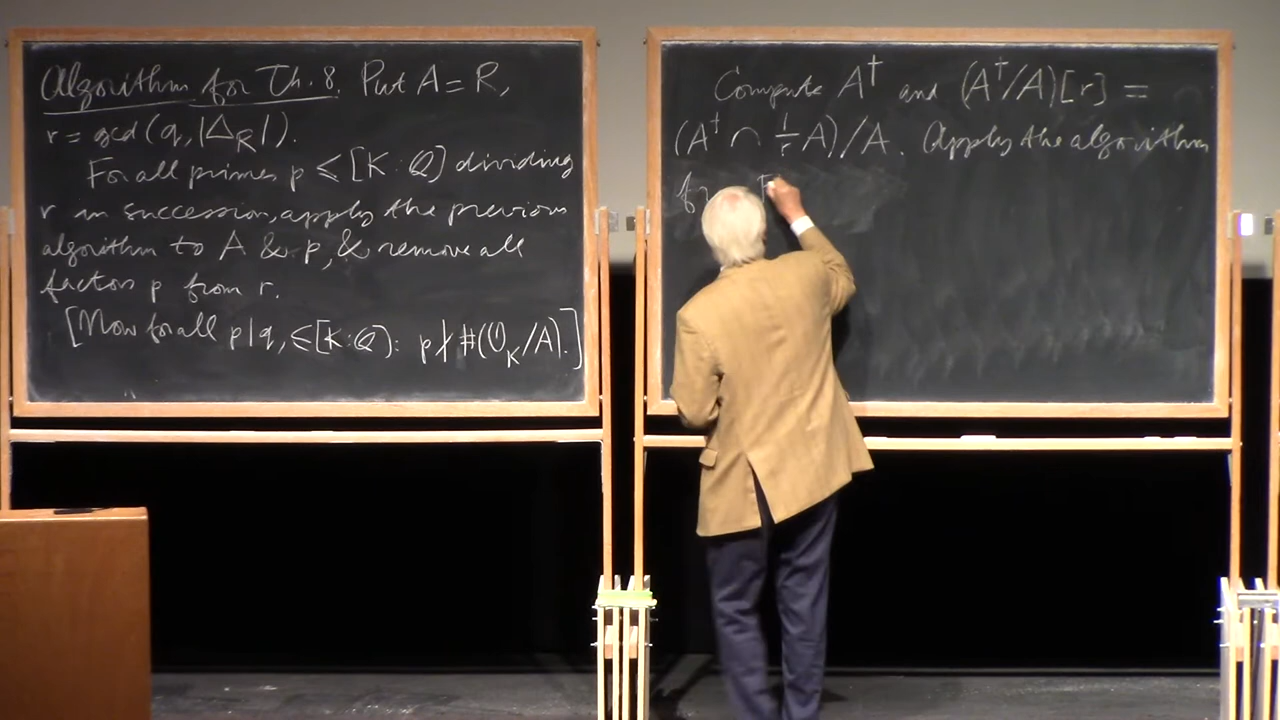 Algorithm for Th. 8. Put A = R,
r = gcd(q, |Δ_R|).
For all primes p ≤ [K : Q] dividing
r in succession, apply the previous
algorithm to A & p, & remove all
factors p from r.
[Now for all p|q, ≤ [K:Q]: p∤#(O_K/A).]
Compute A† and (A†/A)[r] =
(A† ∩ 1/r A)/A. Apply the algorithm